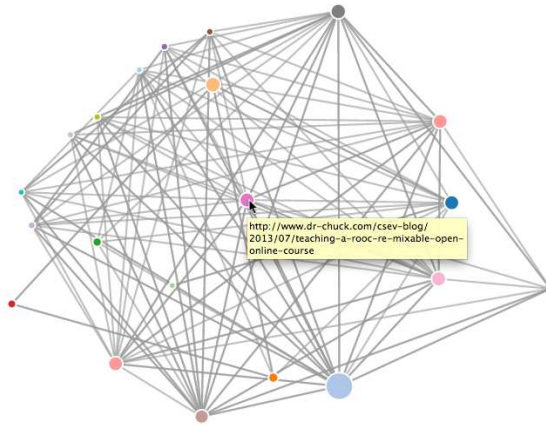 http://www.dr-chuck.com/csev-blog/
2013/07/teaching-a-rooc-re-mixable-open-
online-course